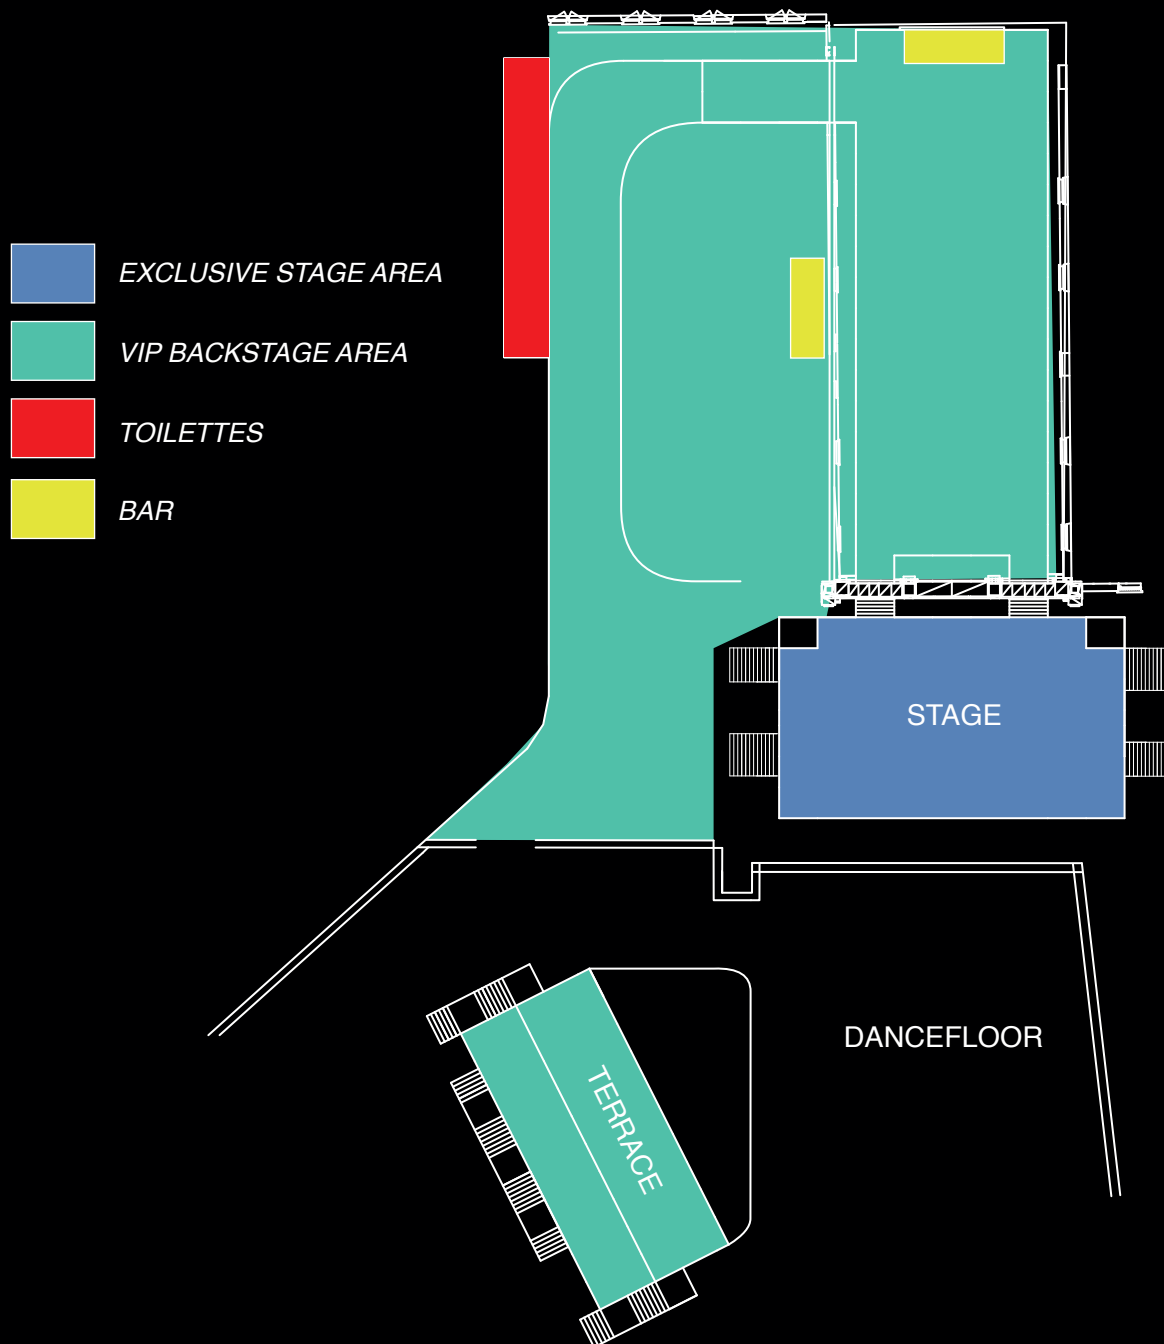 EXCLUSIVE STAGE AREA
VIP BACKSTAGE AREA
TOILETTES
BAR
STAGE
DANCEFLOOR
TERRACE